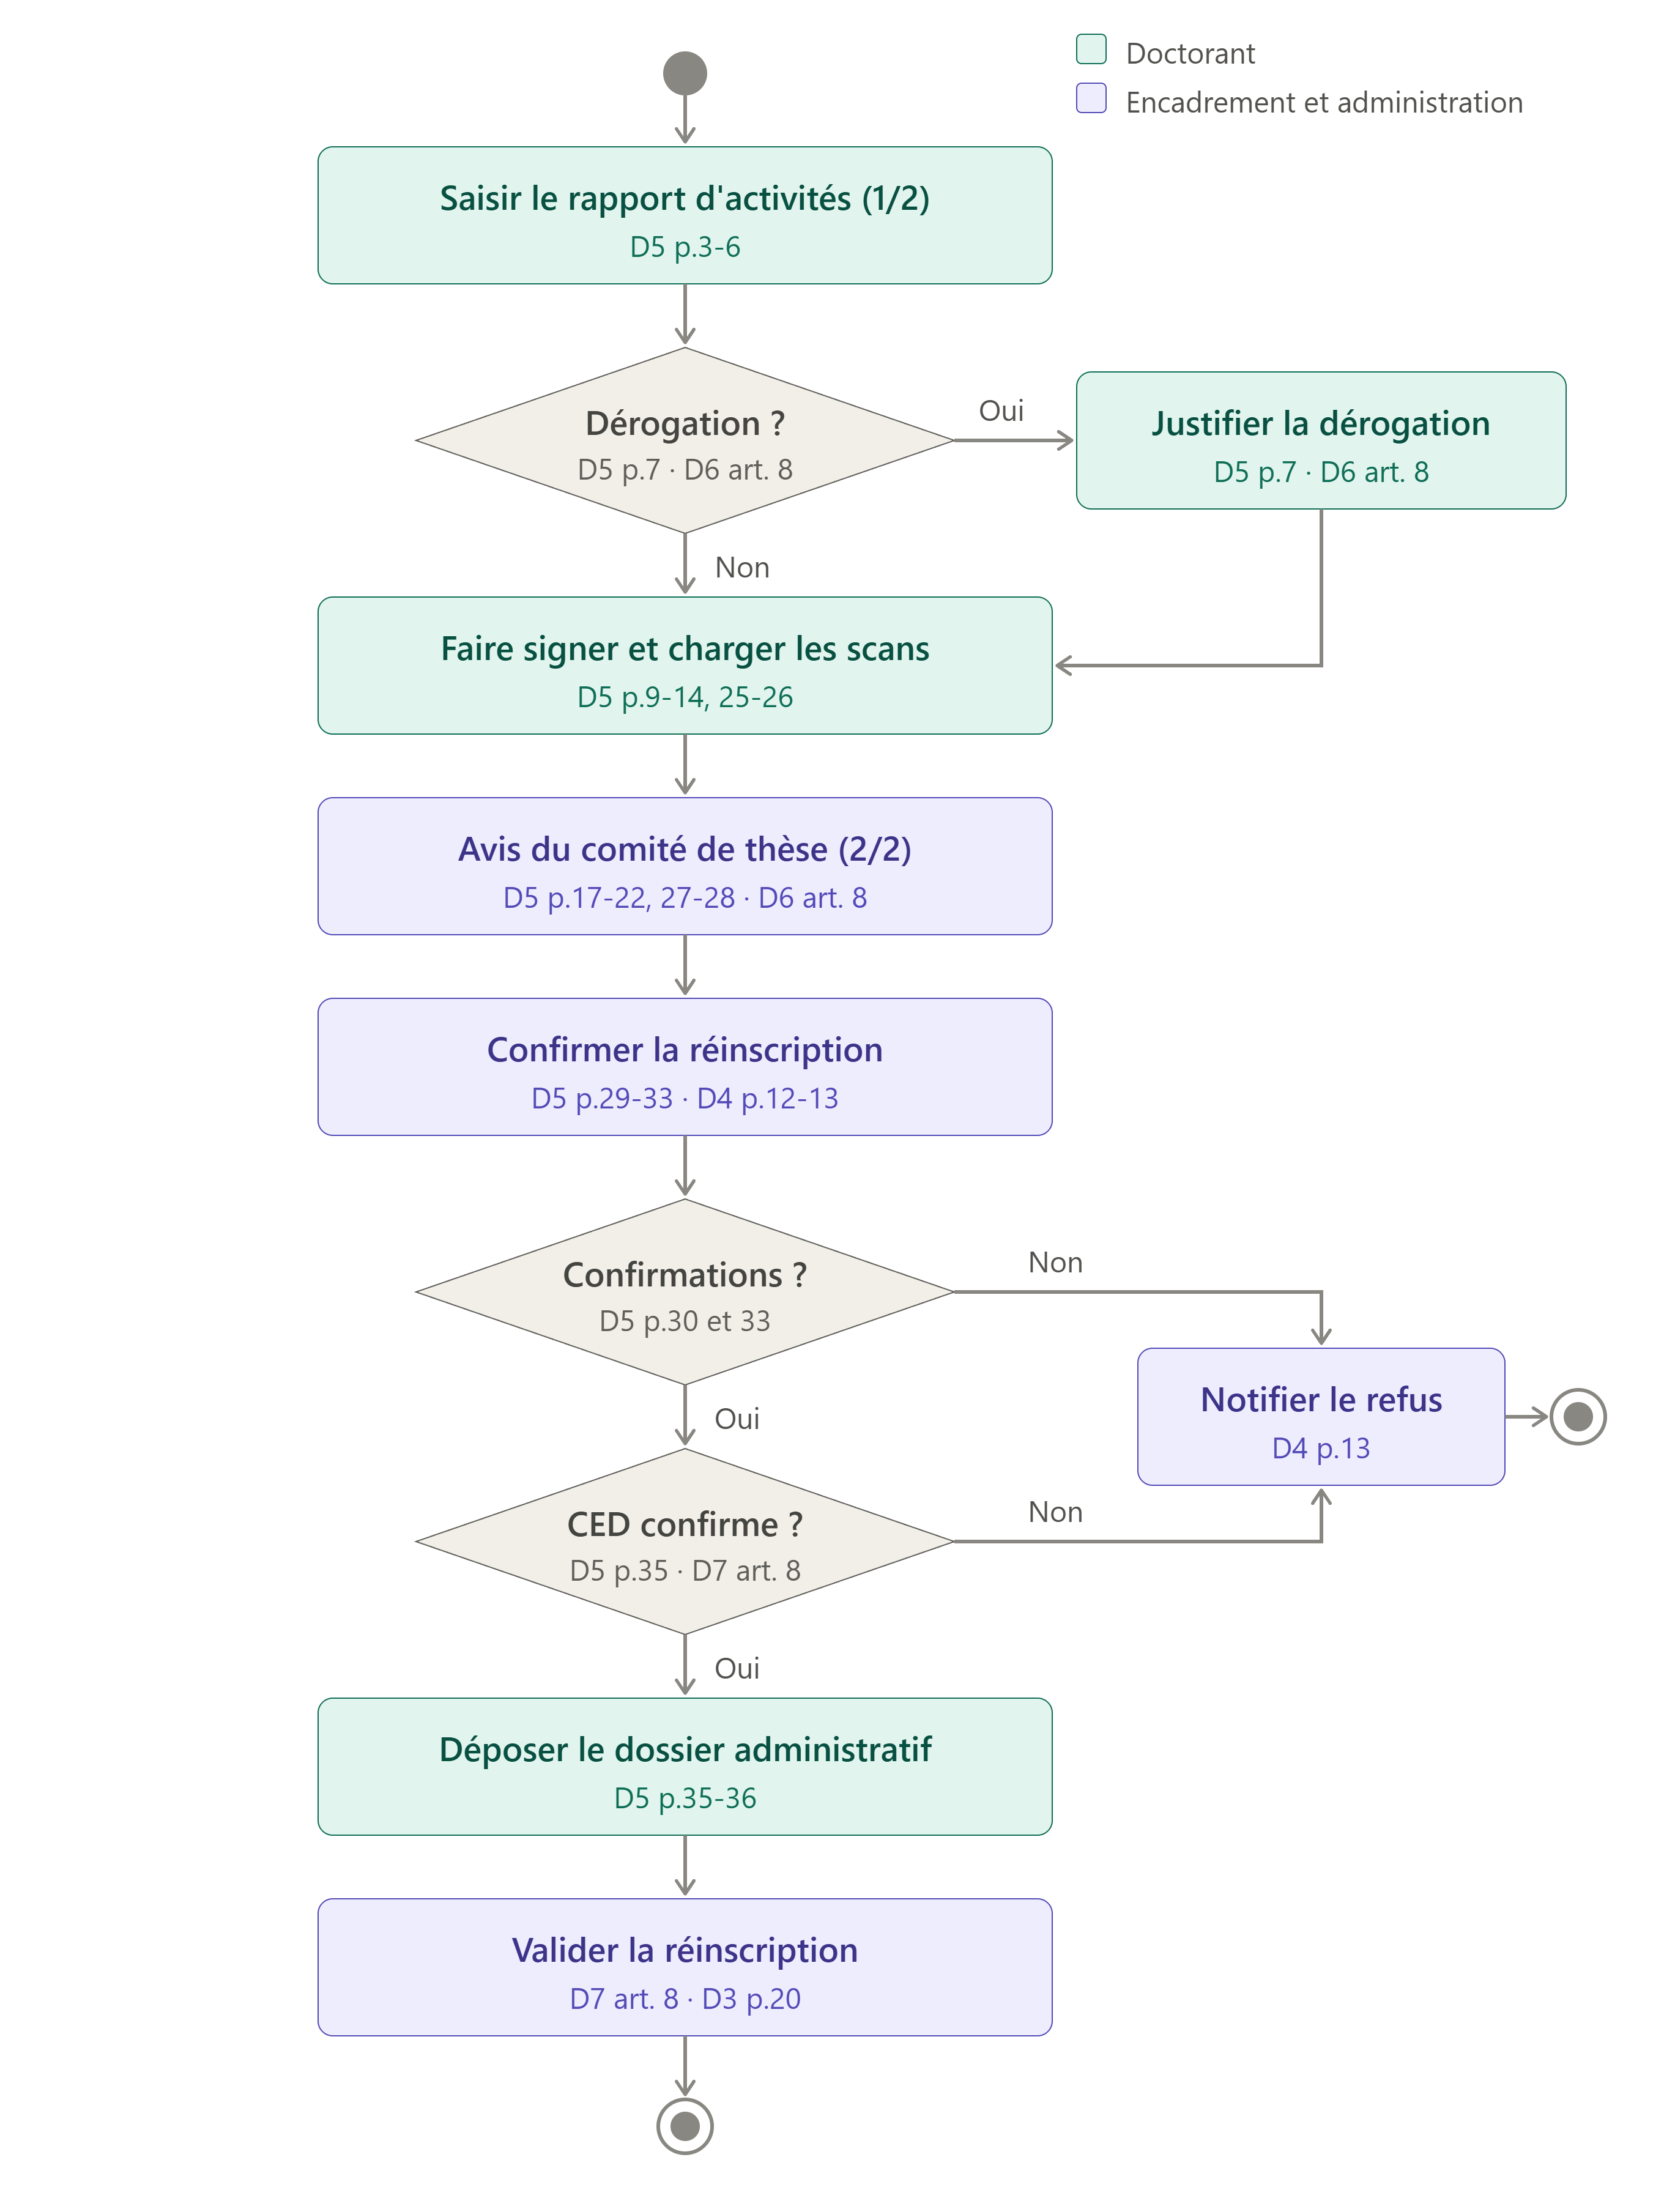 Doctorant
Encadrement et administration
Saisir le rapport d'activités (1/2)
D5 p.3-6
Dérogation ?
D5 p.7 · D6 art. 8
Oui
Justifier la dérogation
D5 p.7 · D6 art. 8
Non
Faire signer et charger les scans
D5 p.9-14, 25-26
Avis du comité de thèse (2/2)
D5 p.17-22, 27-28 · D6 art. 8
Confirmer la réinscription
D5 p.29-33 · D4 p.12-13
Confirmations ?
D5 p.30 et 33
Non
Oui
Notifier le refus
D4 p.13
CED confirme ?
D5 p.35 · D7 art. 8
Non
Oui
Déposer le dossier administratif
D5 p.35-36
Valider la réinscription
D7 art. 8 · D3 p.20